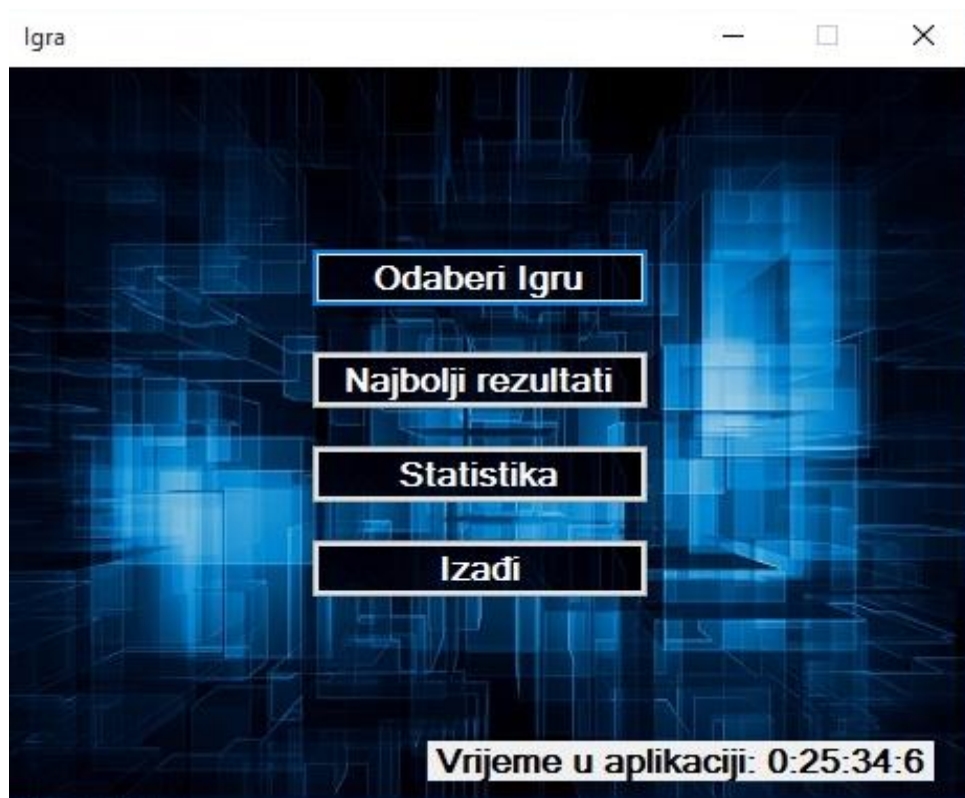 Igra
Odaberi Igru
Najbolji rezultati
Statistika
Izađi
Vrijeme u aplikaciji: 0:25:34:6